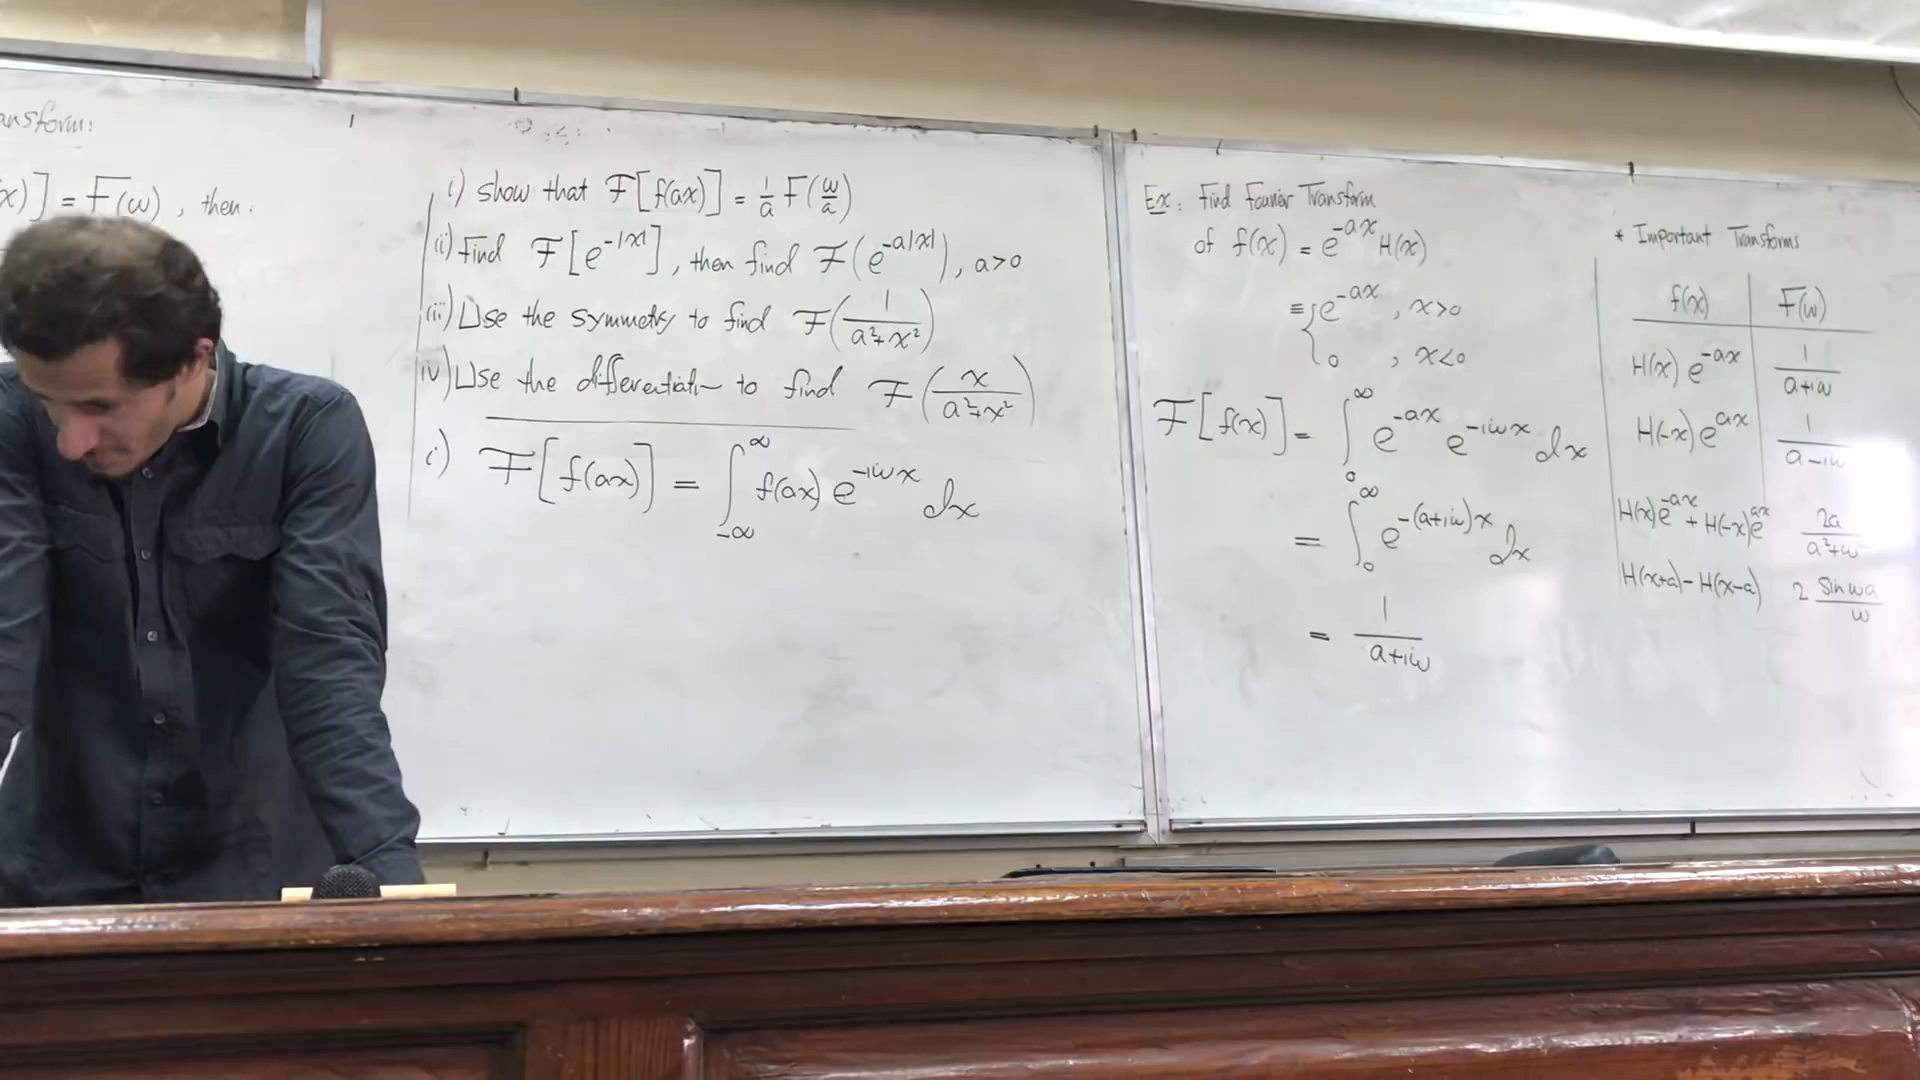 ansform:
x)] = F(ω), then.
i) show that F[f(ax)] = 1/a F(ω/a)
(ii) Find F[e^{-|x|}], then find F(e^{-a|x|}), a>0
(iii) Use the symmetry to find F(1/(a²+x²))
iv) Use the differentiation to find F(x/(a²+x²))
i) F[f(ax)] = ∫_{-∞}^{∞} f(ax) e^{-iωx} dx
Ex: Find Fourier Transform
of f(x) = e^{-ax} H(x)
≡ { e^{-ax} , x>0
0 , x<0
F[f(x)] = ∫_0^∞ e^{-ax} e^{-iωx} dx
= ∫_0^∞ e^{-(a+iω)x} dx
= 1/(a+iω)
* Important Transforms
f(x) F(ω)
H(x) e^{-ax} 1/(a+iω)
H(-x) e^{ax} 1/(a-iω)
H(x)e^{-ax} + H(-x)e^{ax} 2a/(a²+ω
H(x+a) - H(x-a) 2 sin ωa/ω